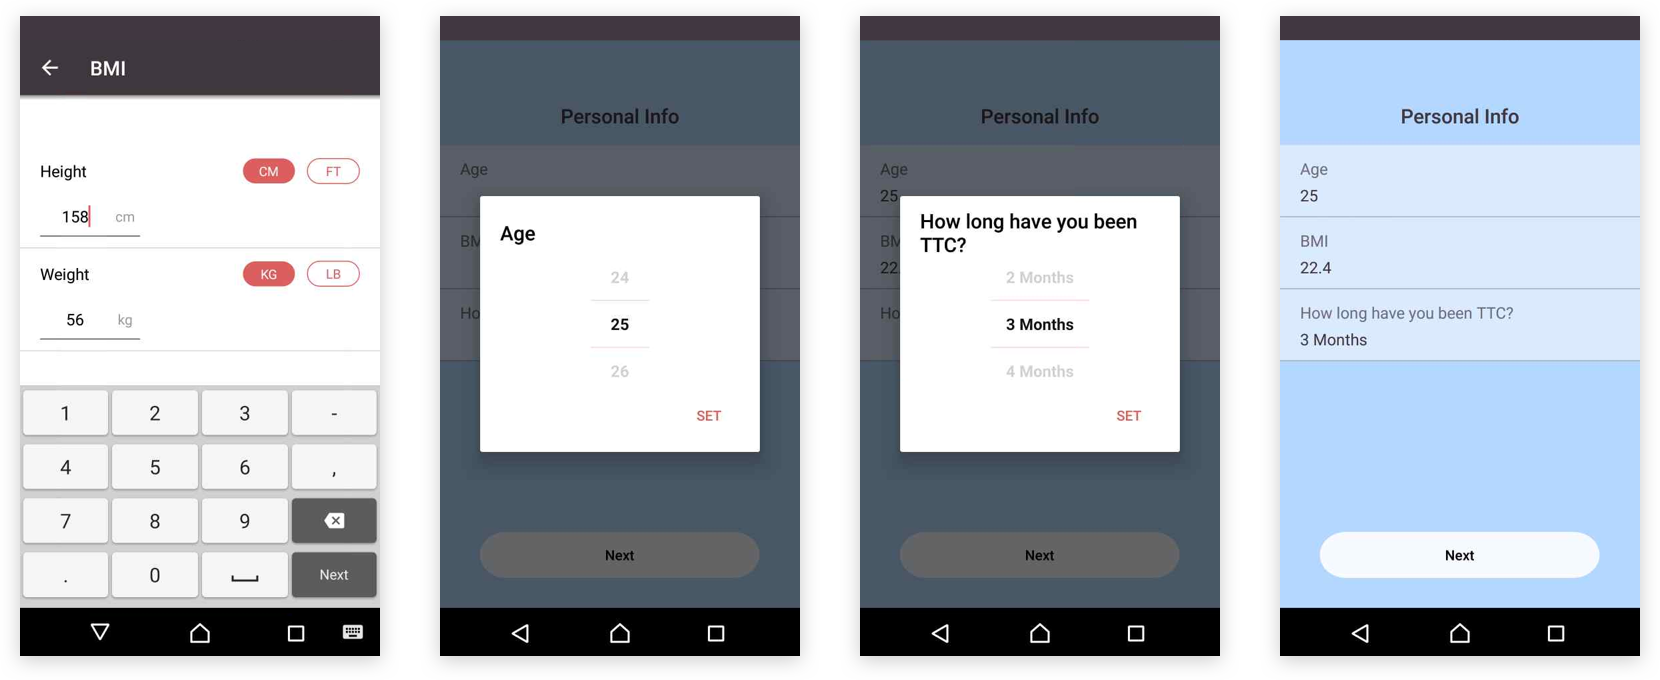 BMI
Height
CM
FT
158
cm
Weight
KG
LB
56
kg
1
2
3
-
4
5
6
,
7
8
9
.
0
Next
Personal Info
Age
BM
Ho
Age
24
25
26
SET
Next
Personal Info
Age
25
BM
22.
Ho
How long have you been
TTC?
2 Months
3 Months
4 Months
SET
Next
Personal Info
Age
25
BMI
22.4
How long have you been TTC?
3 Months
Next